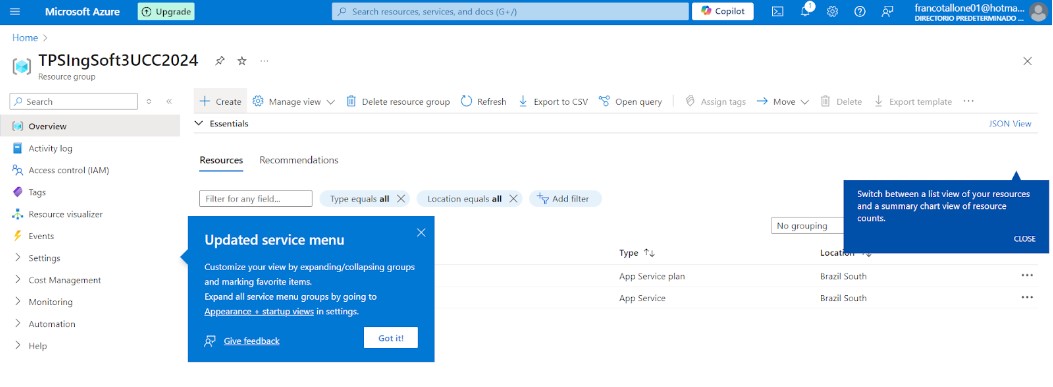 Microsoft Azure
Upgrade
Search resources, services, and docs (G+/)
Copilot
1
francotallone01@hotma...
DIRECTORIO PREDETERMINADO ...
Home >
TPSIngSoft3UCC2024
Resource group
Search
Overview
Activity log
Access control (IAM)
Tags
Resource visualizer
Events
Settings
Cost Management
Monitoring
Automation
Help
Create
Manage view
Delete resource group
Refresh
Export to CSV
Open query
Assign tags
Move
Delete
Export template
Essentials
JSON View
Resources
Recommendations
Filter for any field...
Type equals all
Location equals all
Add filter
No grouping
Switch between a list view of your resources
and a summary chart view of resource
counts.
CLOSE
Updated service menu
Customize your view by expanding/collapsing groups
and marking favorite items.
Expand all service menu groups by going to
Appearance + startup views in settings.
Give feedback
Got it!
Type
Location
App Service plan
Brazil South
App Service
Brazil South